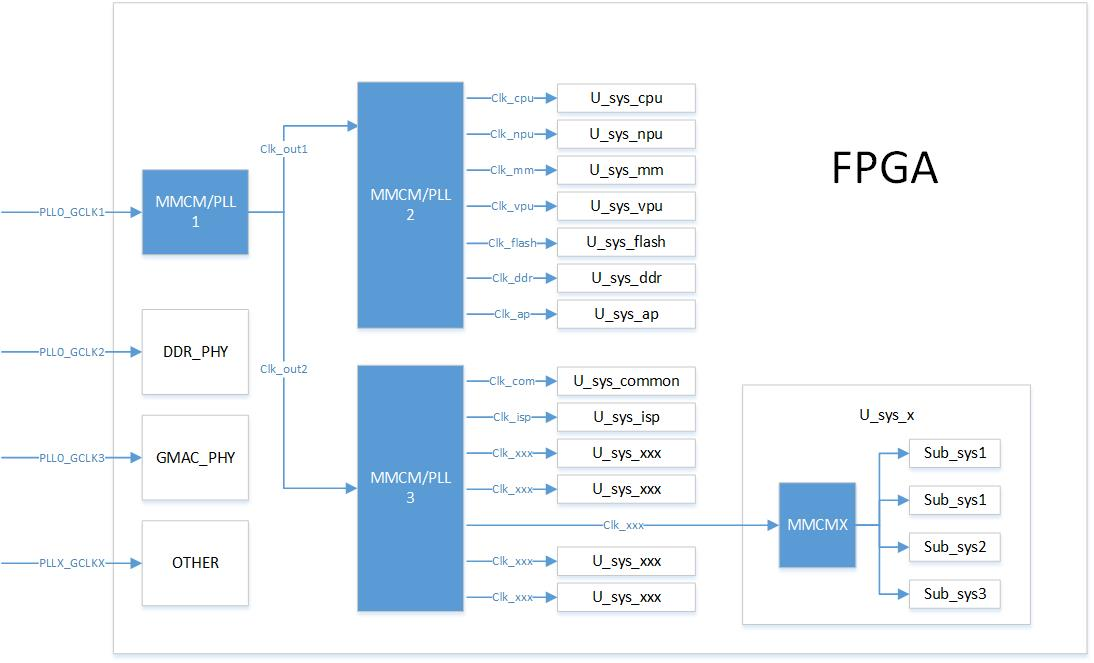 FPGA
PLL0_GCLK1
MMCM/PLL
1
Clk_out1
Clk_out2
PLL0_GCLK2
DDR_PHY
PLL0_GCLK3
GMAC_PHY
PLLX_GCLKX
OTHER
MMCM/PLL
2
Clk_cpu
U_sys_cpu
Clk_npu
U_sys_npu
Clk_mm
U_sys_mm
Clk_vpu
U_sys_vpu
Clk_flash
U_sys_flash
Clk_ddr
U_sys_ddr
Clk_ap
U_sys_ap
MMCM/PLL
3
Clk_com
U_sys_common
Clk_isp
U_sys_isp
Clk_xxx
U_sys_xxx
Clk_xxx
U_sys_xxx
Clk_xxx
Clk_xxx
U_sys_xxx
Clk_xxx
U_sys_xxx
U_sys_x
MMCMX
Sub_sys1
Sub_sys1
Sub_sys2
Sub_sys3